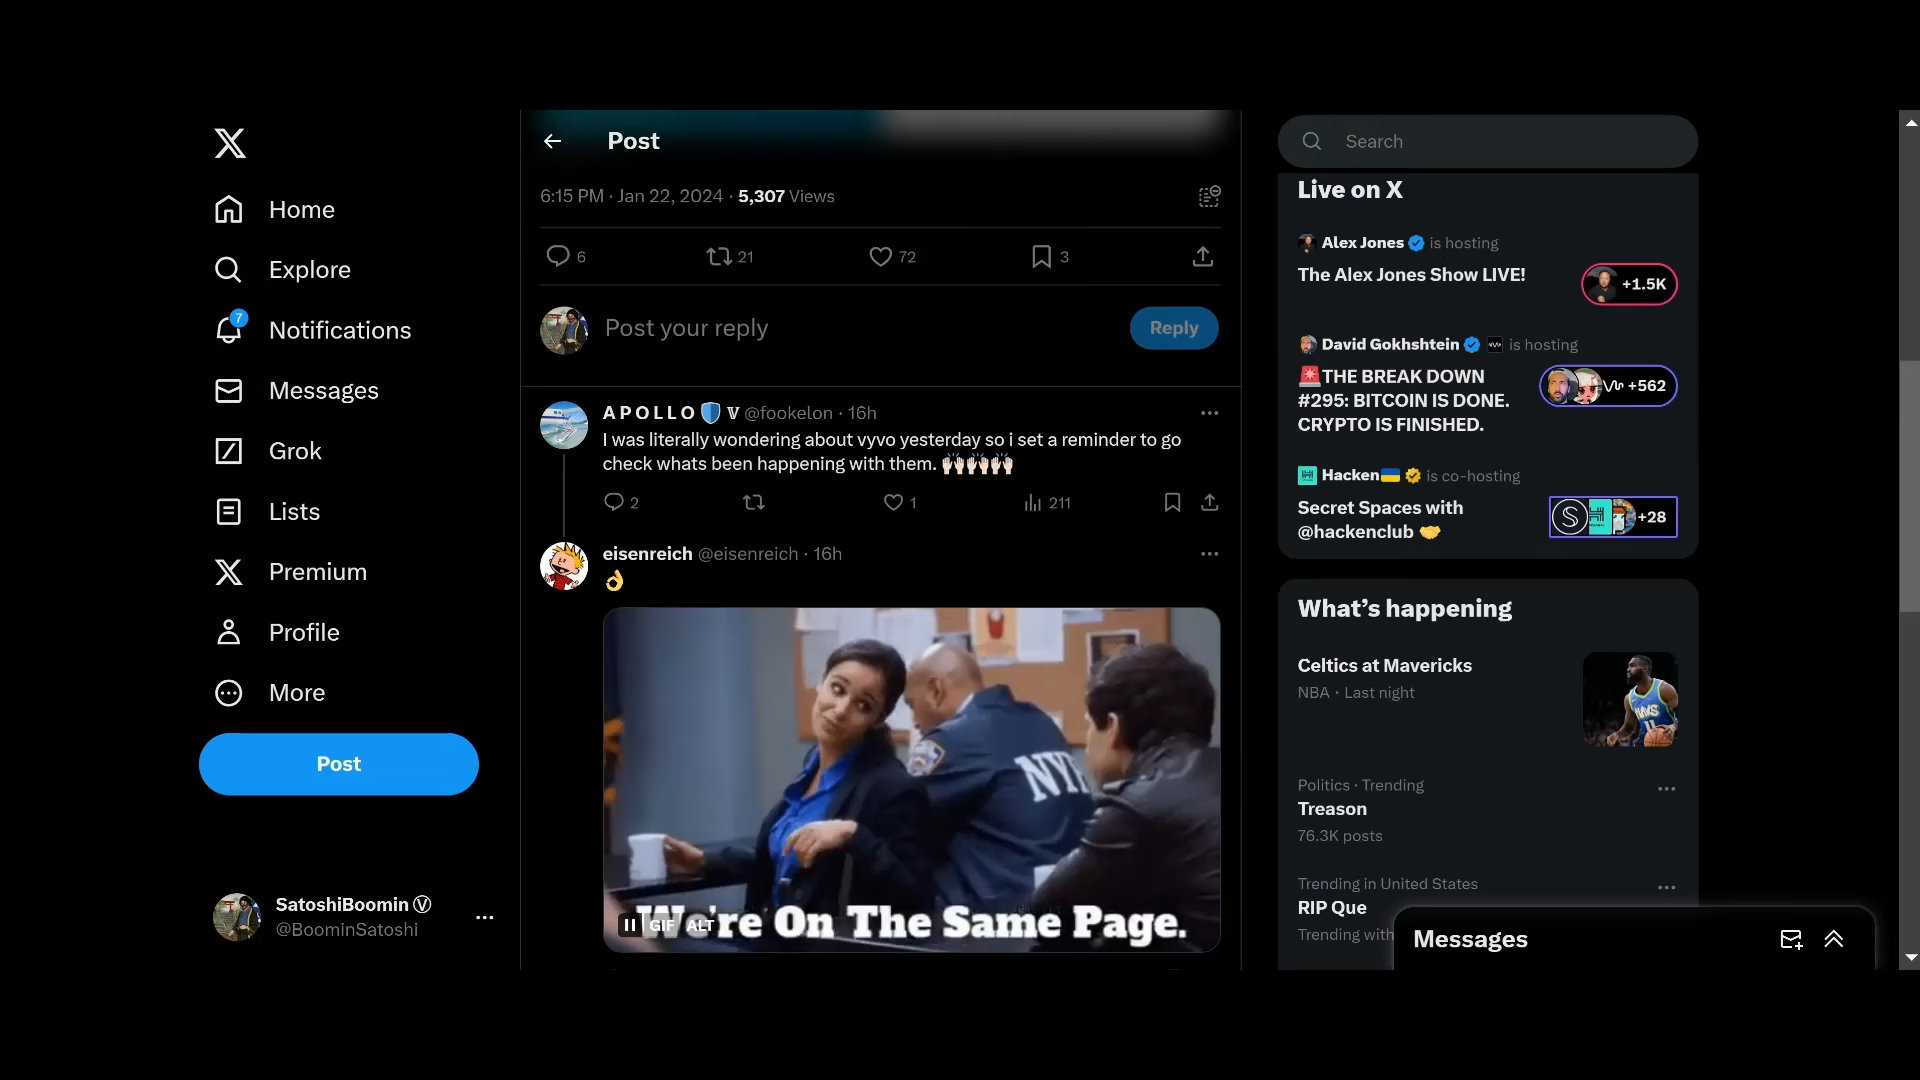 Home
Explore
7
Notifications
Messages
Grok
Lists
Premium
Profile
More
Post
SatoshiBoomin Ⓥ
@BoominSatoshi
Post
6:15 PM · Jan 22, 2024 · 5,307 Views
6 21 72 3
Post your reply
Reply
A P O L L O 🛡️ 𝕍 @fookelon · 16h
I was literally wondering about vyvo yesterday so i set a reminder to go
check whats been happening with them. 🙌🏻🙌🏻🙌🏻
2 1 211
eisenreich @eisenreich · 16h
👌
NYP
We're On The Same Page.
GIF ALT
Search
Live on X
Alex Jones is hosting
The Alex Jones Show LIVE!
+1.5K
David Gokhshtein is hosting
🚨THE BREAK DOWN
#295: BITCOIN IS DONE.
CRYPTO IS FINISHED.
+562
Hacken🇺🇦 is co-hosting
Secret Spaces with
@hackenclub 🤝
+28
What’s happening
Celtics at Mavericks
NBA · Last night
MAVS
11
Politics · Trending
Treason
76.3K posts
Trending in United States
RIP Que
Trending with
Messages